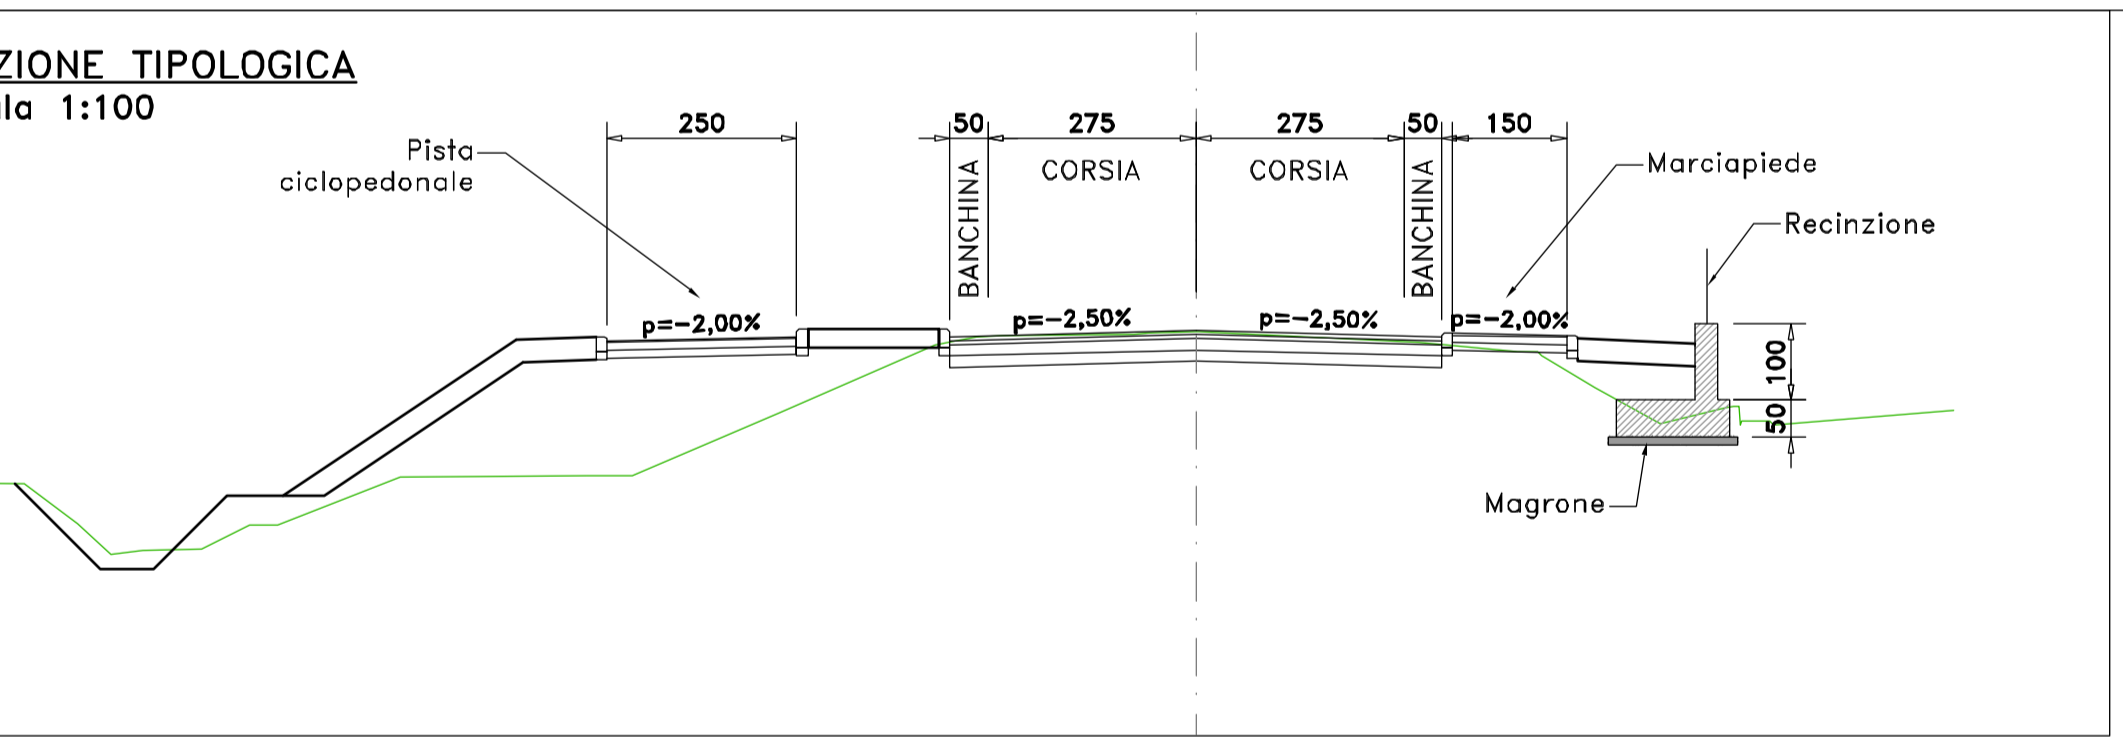 ZIONE TIPOLOGICA
la 1:100
250
50
275
275
50
150
Pista
ciclopedonale
BANCHINA
CORSIA
CORSIA
BANCHINA
Marciapiede
Recinzione
p=-2,00%
p=-2,50%
p=-2,50%
p=-2,00%
100
50
Magrone